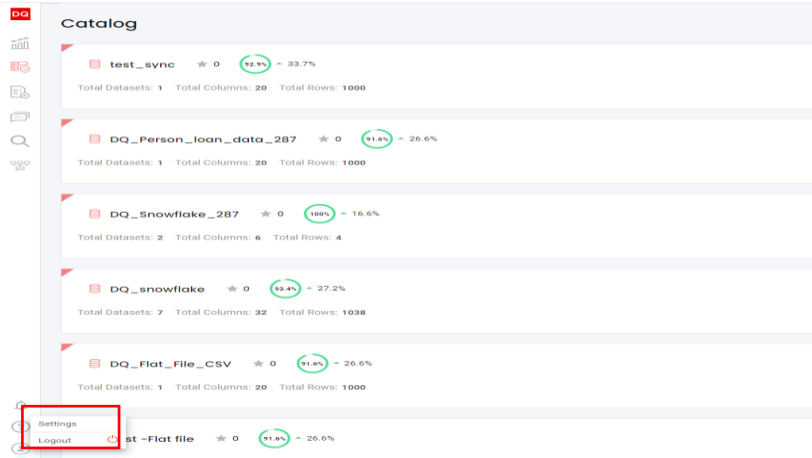 DQ
Catalog
test_sync 0 92.9% 33.7%
Total Datasets: 1 Total Columns: 20 Total Rows: 1000
DQ_Person_loan_data_287 0 91.6% 26.6%
Total Datasets: 1 Total Columns: 20 Total Rows: 1000
DQ_Snowflake_287 0 100% 16.6%
Total Datasets: 2 Total Columns: 6 Total Rows: 4
DQ_snowflake 0 93.4% 27.2%
Total Datasets: 7 Total Columns: 32 Total Rows: 1038
DQ_Flat_File_CSV 0 91.6% 26.6%
Total Datasets: 1 Total Columns: 20 Total Rows: 1000
Settings
Logout
st -Flat file 0 91.6% 26.6%